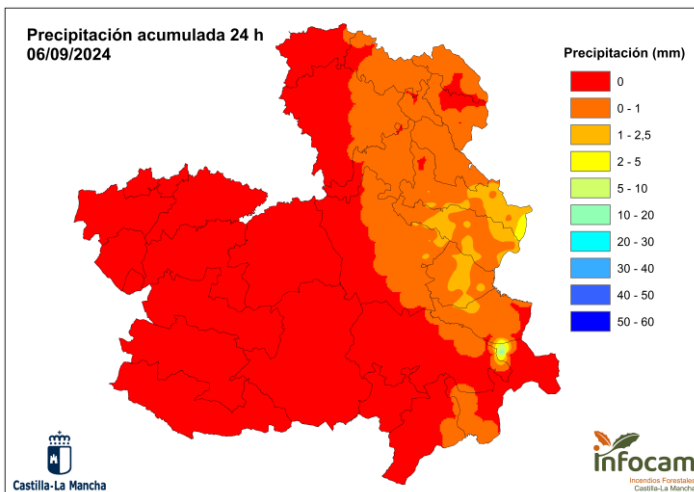 Precipitación acumulada 24 h
06/09/2024
Precipitación (mm)
0
0 - 1
1 - 2,5
2 - 5
5 - 10
10 - 20
20 - 30
30 - 40
40 - 50
50 - 60
Castilla-La Mancha
infocam
Incendios Forestales
Castilla-La Mancha